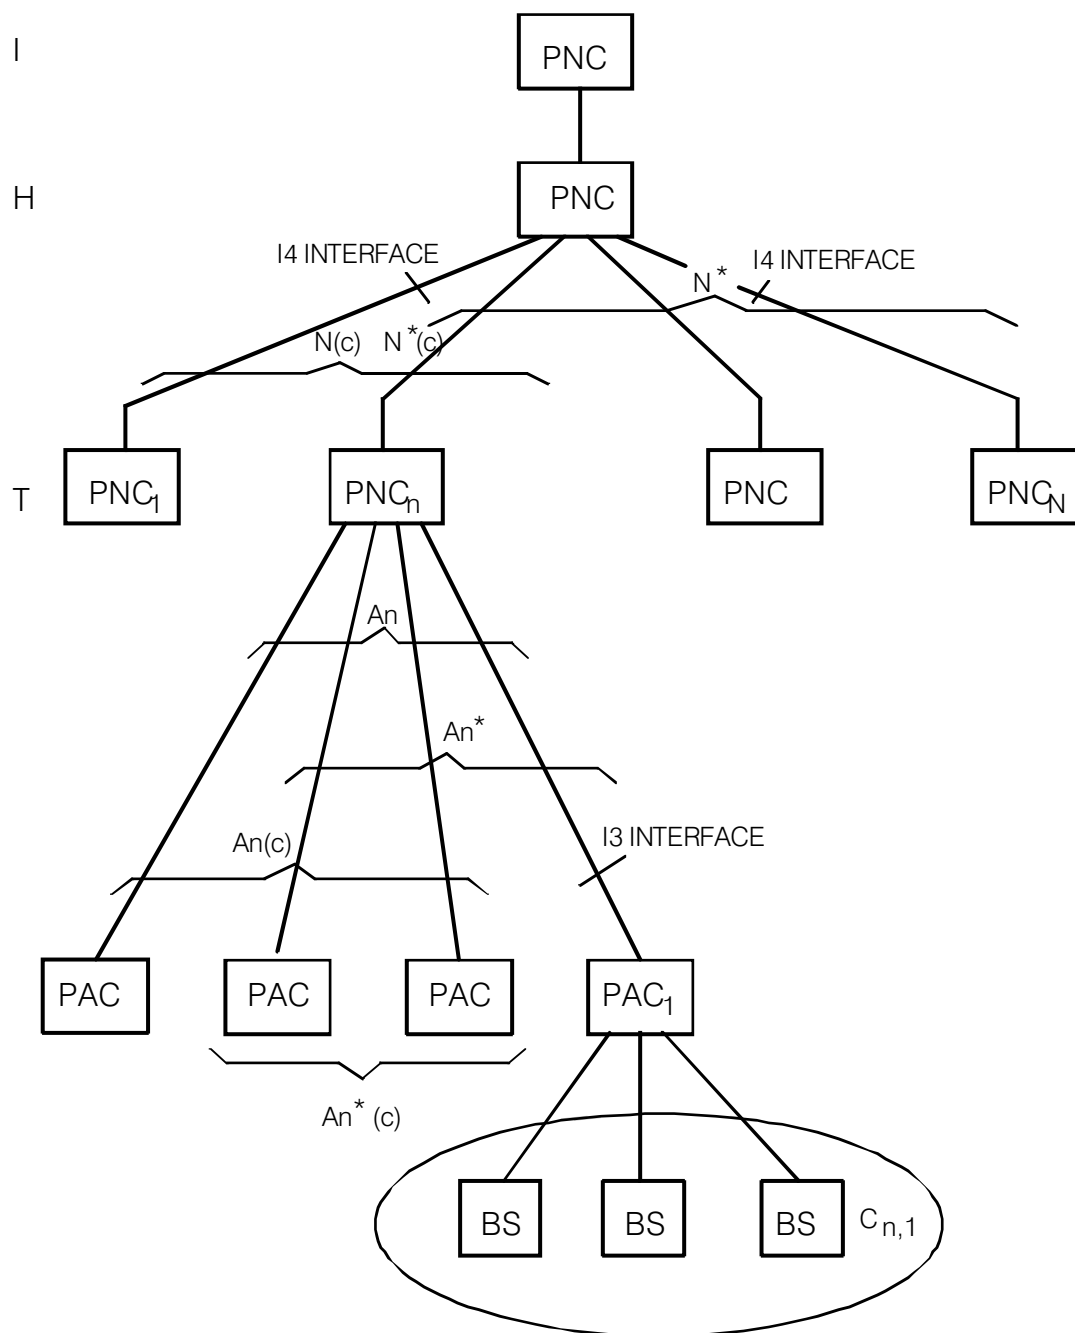 I
PNC
H
PNC
I4 INTERFACE
N*
I4 INTERFACE
N(c) N*(c)
T
PNC1
PNCn
PNC
PNCN
An
An*
An(c)
I3 INTERFACE
PAC
PAC
PAC
PAC1
An* (c)
BS
BS
BS
Cn,1